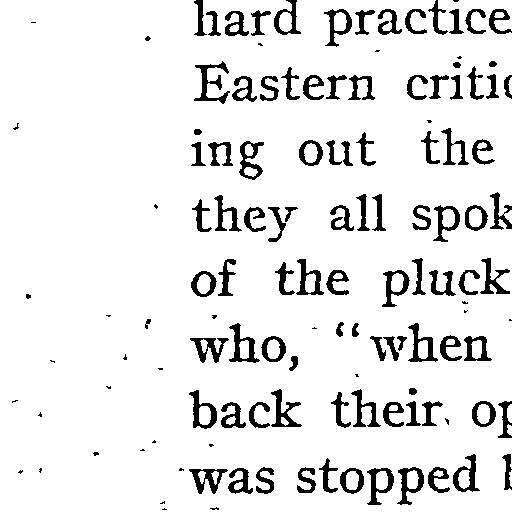 hard practice
Eastern critic
ing out the
they all spok
of the pluck
who, “when
back their op
was stopped b